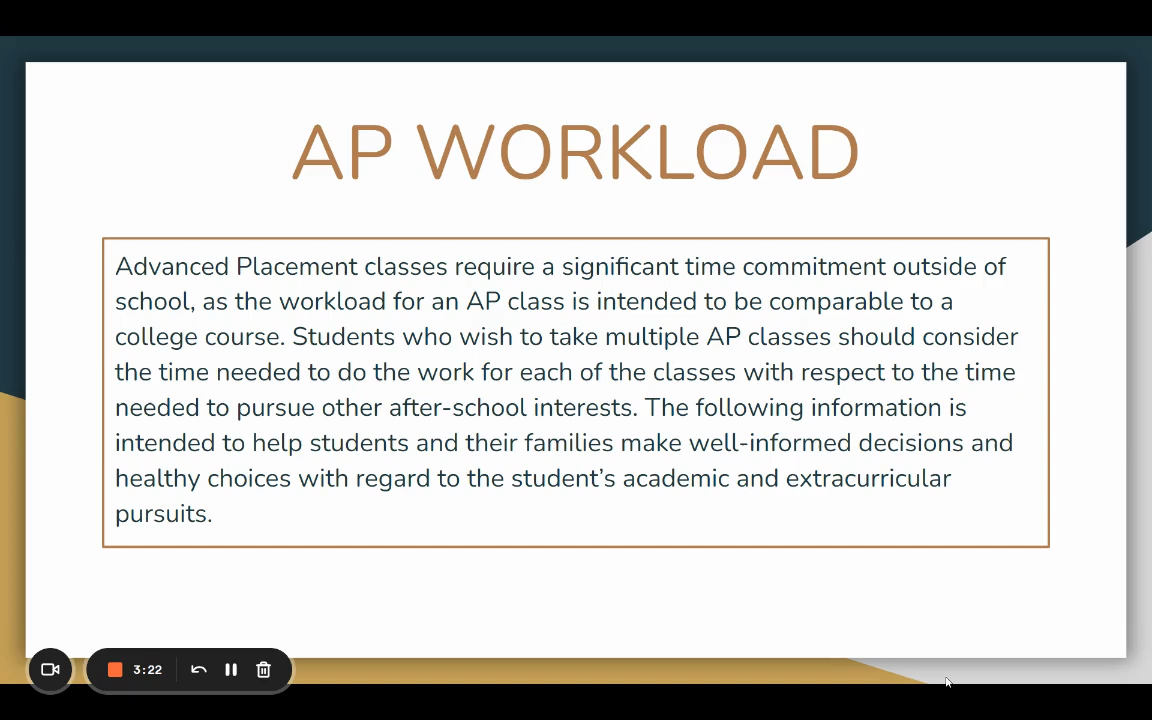 AP WORKLOAD
Advanced Placement classes require a significant time commitment outside of
school, as the workload for an AP class is intended to be comparable to a
college course. Students who wish to take multiple AP classes should consider
the time needed to do the work for each of the classes with respect to the time
needed to pursue other after-school interests. The following information is
intended to help students and their families make well-informed decisions and
healthy choices with regard to the student’s academic and extracurricular
pursuits.
3:22